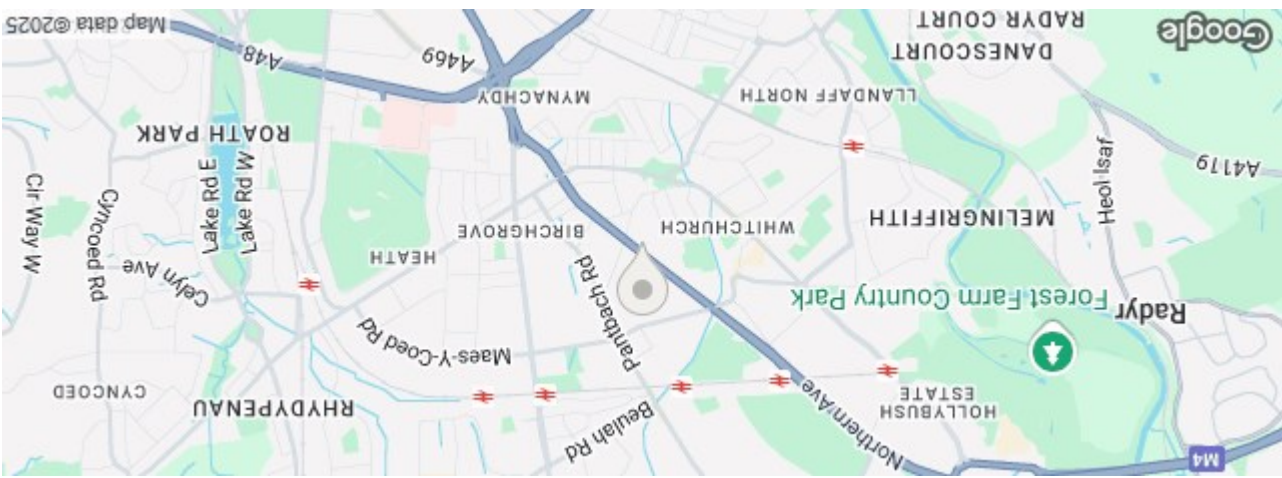 M4
HOLLYBUSH
ESTATE
Northern Ave
Beulah Rd
RHYDYPENAU
CYNCOED
Radyr
Forest Farm Country Park
Pantbach Rd
Maes-Y-Coed Rd
Celyn Ave
Cyncoed Rd
MELINGRIFFITH
WHITCHURCH
BIRCHGROVE
HEATH
Lake Rd W
Lake Rd E
Cir Way W
Heol Isaf
A4119
ROATH PARK
LLANDAFF NORTH
MYNACHDY
A469
A48
DANESCOURT
RADYR COURT
Google
Map data ©2025